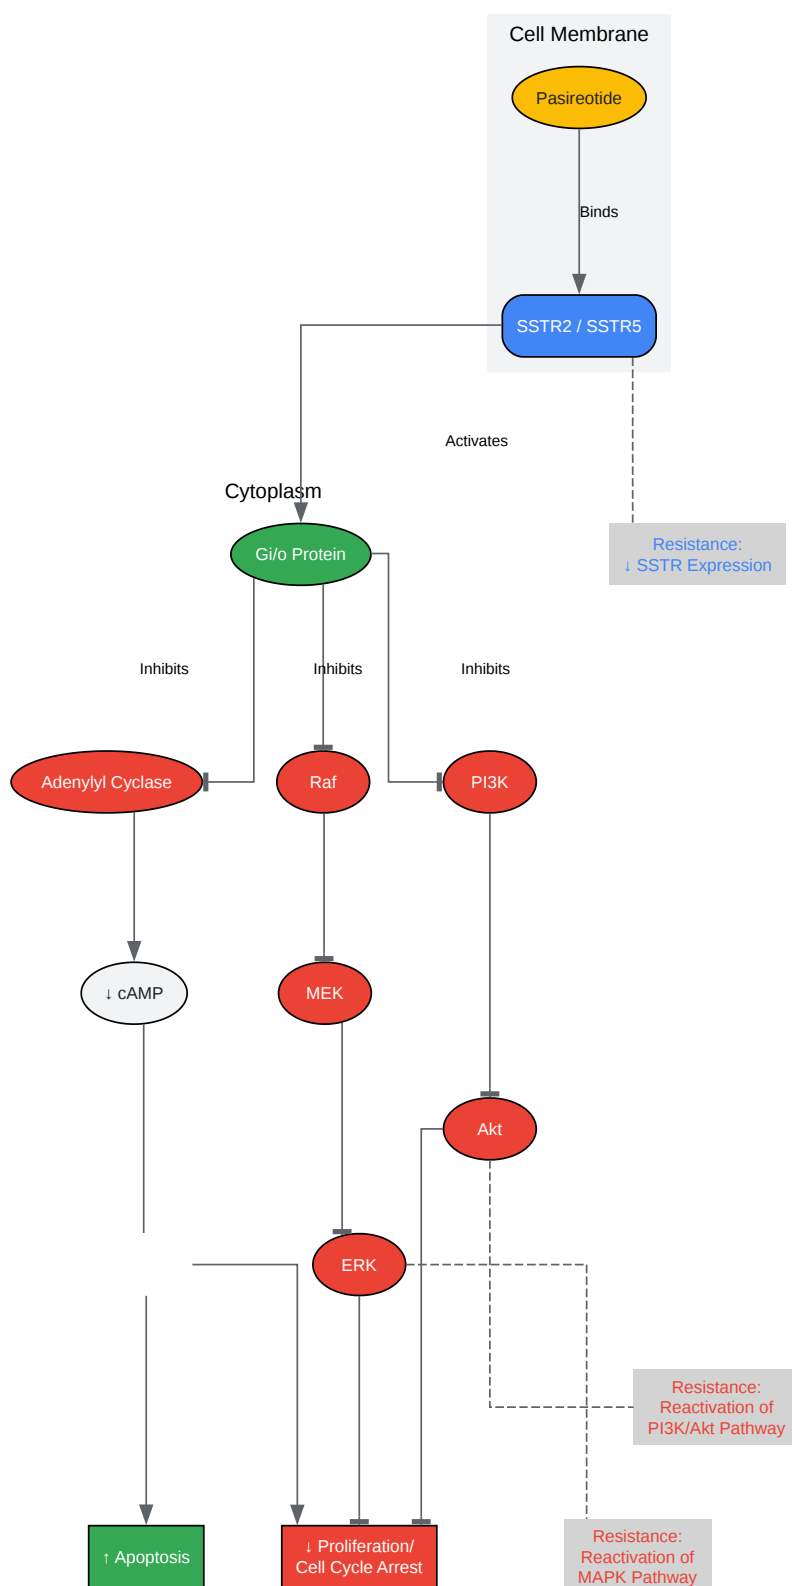 Cell Membrane
Pasireotide
Binds
SSTR2 / SSTR5
Activates
Cytoplasm
Gi/o Protein
Resistance:
↓ SSTR Expression
Inhibits
Inhibits
Inhibits
Adenylyl Cyclase
Raf
PI3K
↓ cAMP
MEK
Akt
ERK
Resistance:
Reactivation of
PI3K/Akt Pathway
↑ Apoptosis
↓ Proliferation/
Cell Cycle Arrest
Resistance:
Reactivation of
MAPK Pathway